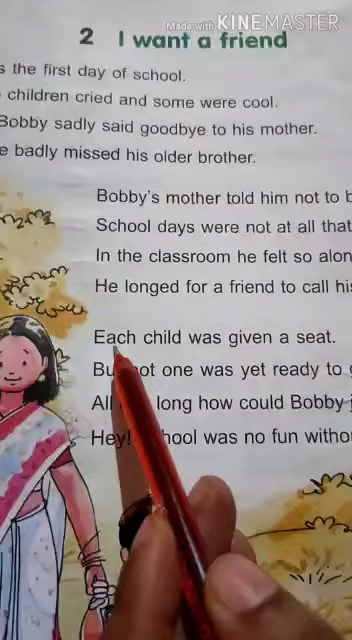 Made with KINEMASTER
2 I want a friend
s the first day of school.
children cried and some were cool.
Bobby sadly said goodbye to his mother.
e badly missed his older brother.
Bobby's mother told him not to b
School days were not at all that
In the classroom he felt so alon
He longed for a friend to call his
Each child was given a seat.
not one was yet ready to
All long how could Bobby
Hey! was no fun witho